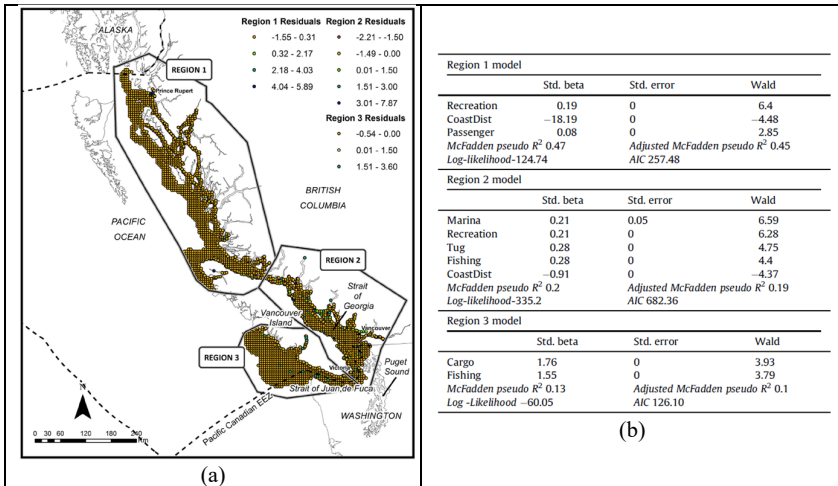 Region 1 Residuals
-1.55 - 0.31
0.32 - 2.17
2.18 - 4.03
4.04 - 5.89
Region 2 Residuals
-2.21 - -1.50
-1.49 - 0.00
0.01 - 1.50
1.51 - 3.00
3.01 - 7.87
Region 3 Residuals
-0.54 - 0.00
0.01 - 1.50
1.51 - 3.60
ALASKA
REGION 1
Prince Rupert
BRITISH
COLUMBIA
PACIFIC
OCEAN
REGION 2
Strait
of
Georgia
Vancouver
Island
Vancouver
REGION 3
Victoria
Puget
Sound
Strait of Juan de Fuca
Pacific Canadian EEZ
WASHINGTON
N
0 30 60 120 180 240
Km
(a)
Region 1 model
Std. beta Std. error Wald
Recreation 0.19 0 6.4
CoastDist −18.19 0 −4.48
Passenger 0.08 0 2.85
McFadden pseudo R² 0.47 Adjusted McFadden pseudo R² 0.45
Log-likelihood-124.74 AIC 257.48
Region 2 model
Std. beta Std. error Wald
Marina 0.21 0.05 6.59
Recreation 0.21 0 6.28
Tug 0.28 0 4.75
Fishing 0.28 0 4.4
CoastDist −0.91 0 −4.37
McFadden pseudo R² 0.2 Adjusted McFadden pseudo R² 0.19
Log-likelihood-335.2 AIC 682.36
Region 3 model
Std. beta Std. error Wald
Cargo 1.76 0 3.93
Fishing 1.55 0 3.79
McFadden pseudo R² 0.13 Adjusted McFadden pseudo R² 0.1
Log -Likelihood −60.05 AIC 126.10
(b)